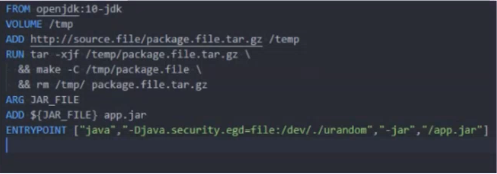 FROM openjdk:10-jdk
VOLUME /tmp
ADD http://source.file/package.file.tar.gz /temp
RUN tar -xjf /temp/package.file.tar.gz \
&& make -C /tmp/package.file \
&& rm /tmp/ package.file.tar.gz
ARG JAR_FILE
ADD ${JAR_FILE} app.jar
ENTRYPOINT ["java","-Djava.security.egd=file:/dev/./urandom","-jar","/app.jar"]